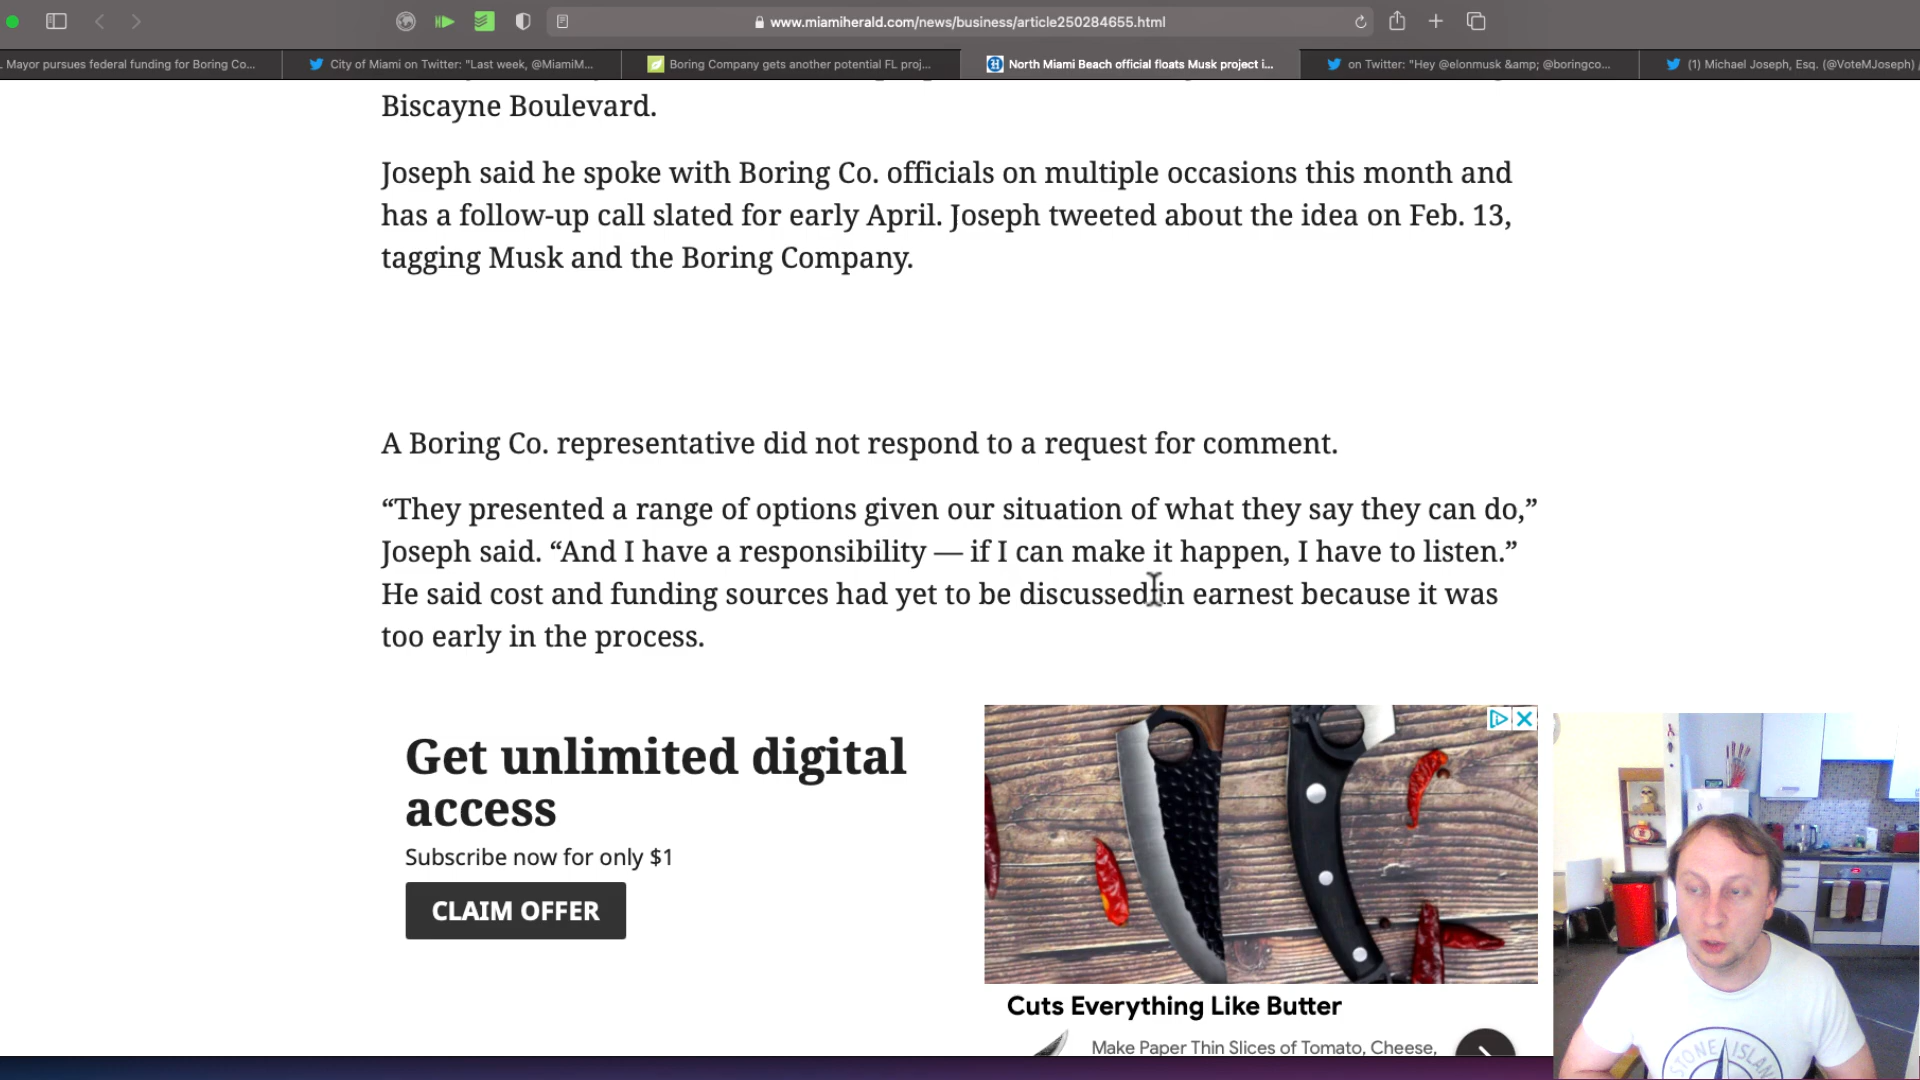 www.miamiherald.com/news/business/article250284655.html
Mayor pursues federal funding for Boring Co...
City of Miami on Twitter: "Last week, @MiamiM...
Boring Company gets another potential FL proj...
North Miami Beach official floats Musk project i...
on Twitter: "Hey @elonmusk &amp; @boringco...
(1) Michael Joseph, Esq. (@VoteMJoseph)
Biscayne Boulevard.
Joseph said he spoke with Boring Co. officials on multiple occasions this month and
has a follow-up call slated for early April. Joseph tweeted about the idea on Feb. 13,
tagging Musk and the Boring Company.
A Boring Co. representative did not respond to a request for comment.
“They presented a range of options given our situation of what they say they can do,”
Joseph said. “And I have a responsibility — if I can make it happen, I have to listen.”
He said cost and funding sources had yet to be discussed in earnest because it was
too early in the process.
Get unlimited digital
access
Subscribe now for only $1
CLAIM OFFER
Cuts Everything Like Butter
Make Paper Thin Slices of Tomato, Cheese,
STONE ISLAND